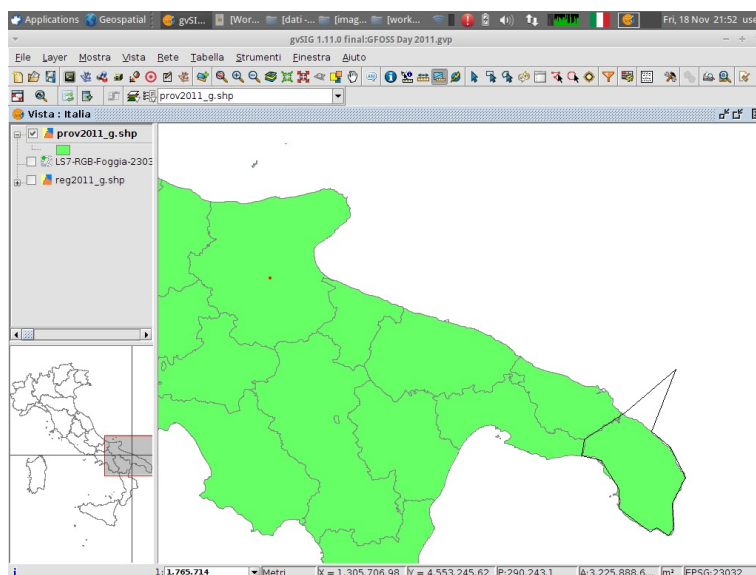 Applications Geospatial gvSI... [Wor... [dati -... [imag... [work... Fri, 18 Nov 21:52 use
gvSIG 1.11.0 final:GFOSS Day 2011.gvp
File Layer Mostra Vista Rete Tabella Strumenti Finestra Aiuto
prov2011_g.shp
Vista : Italia
prov2011_g.shp
LS7-RGB-Foggia-2303
reg2011_g.shp
1: 1.765.714 Metri X = 1.305.706,98 Y = 4.553.245,62 P:290.243,1 A:3.225.888,6... m² EPSG:23032